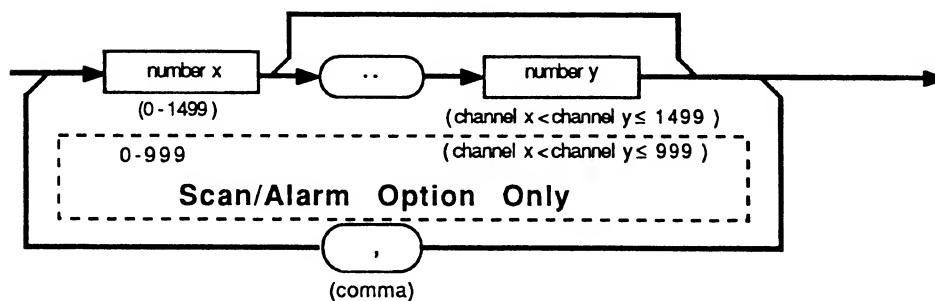 number x
..
number y
(0-1499)
(channel x<channel y≤ 1499)
0-999
(channel x<channel y≤ 999)
Scan/Alarm Option Only
,
(comma)